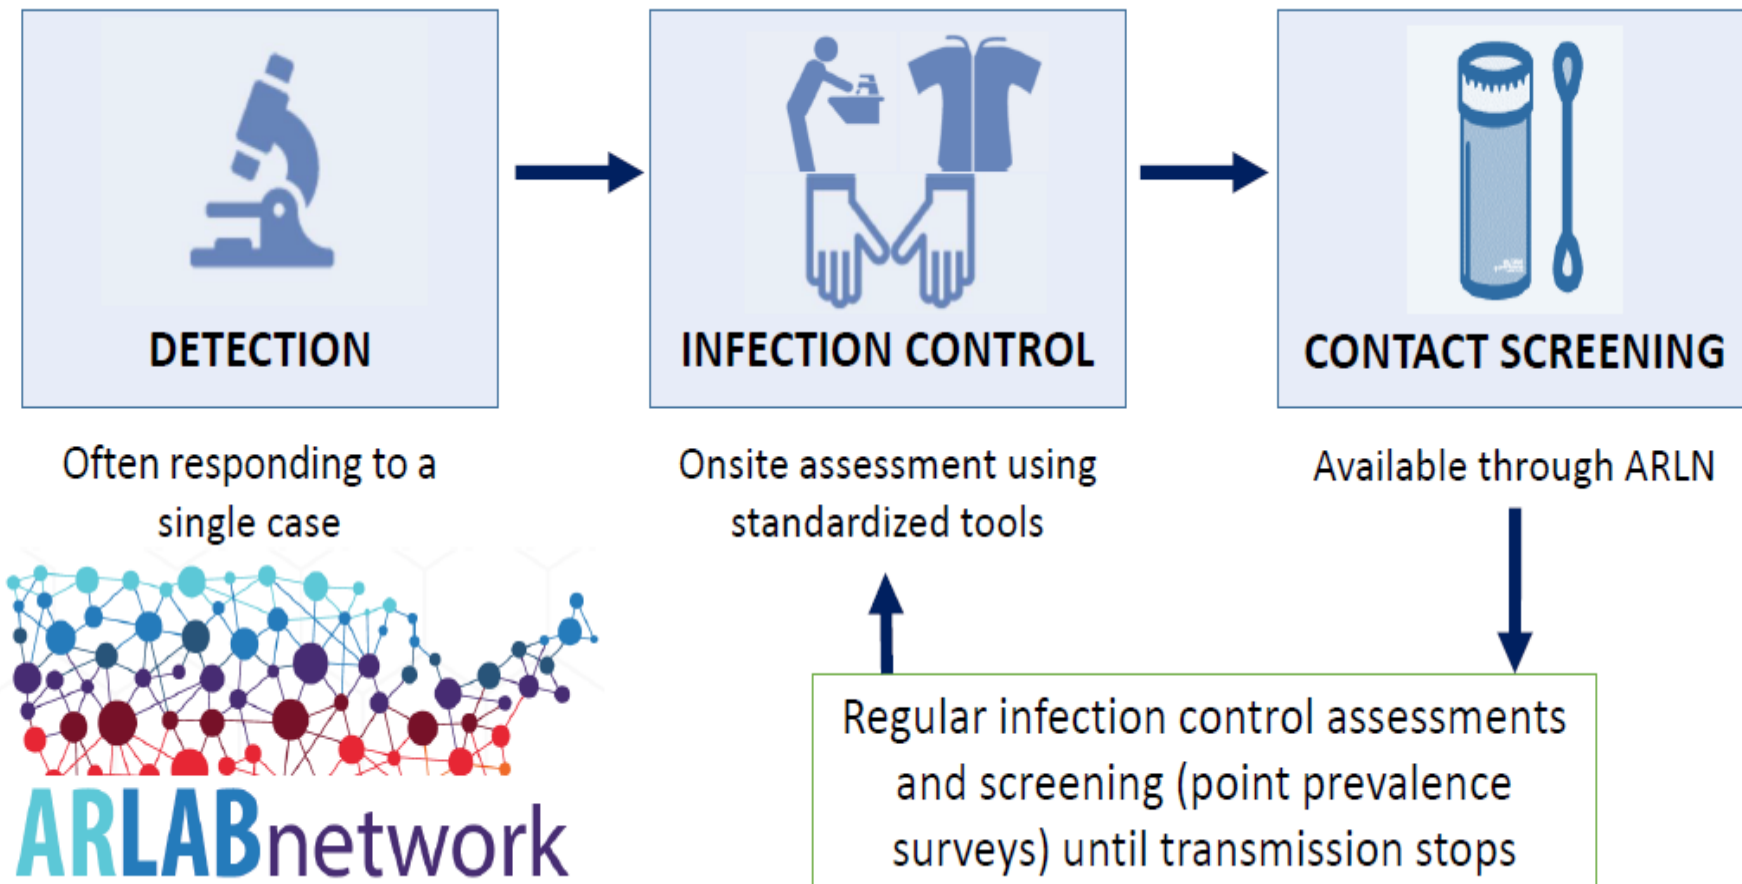 DETECTION
INFECTION CONTROL
CONTACT SCREENING
Often responding to a
single case
Onsite assessment using
standardized tools
Available through ARLN
Regular infection control assessments
and screening (point prevalence
surveys) until transmission stops
ARLABnetwork